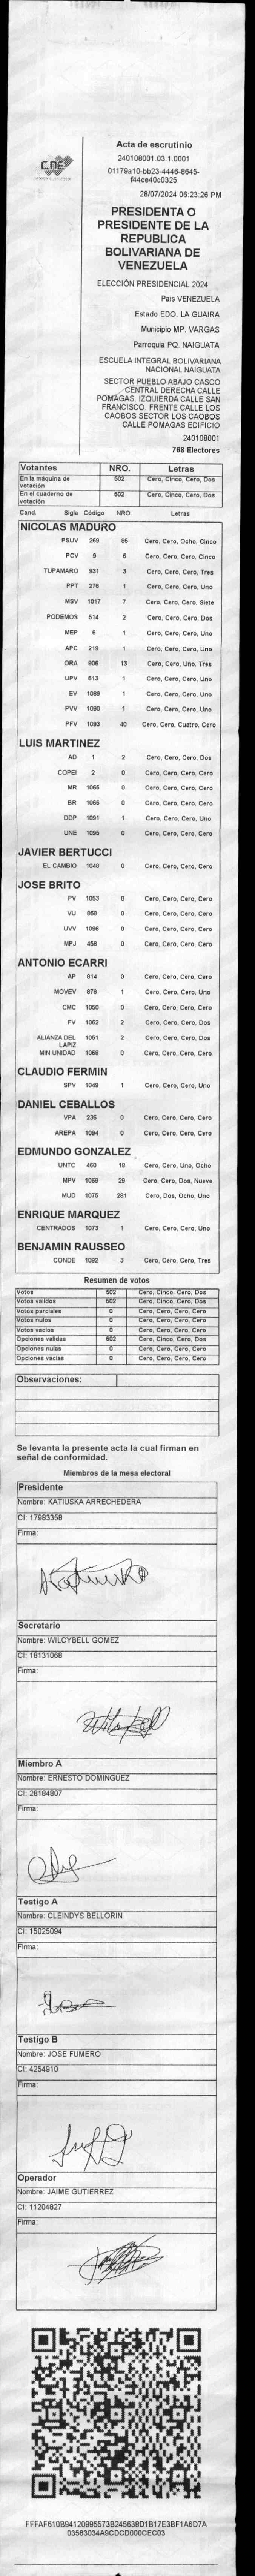 CNE
Acta de escrutinio
240108001.03.1.0001
01179a10-bb23-4446-8645-
f44ce40c0325
28/07/2024 06:23:26 PM
PRESIDENTA O
PRESIDENTE DE LA
REPUBLICA
BOLIVARIANA DE
VENEZUELA
ELECCIÓN PRESIDENCIAL 2024
País VENEZUELA
Estado EDO. LA GUAIRA
Municipio MP. VARGAS
Parroquia PQ. NAIGUATA
ESCUELA INTEGRAL BOLIVARIANA
NACIONAL NAIGUATA
SECTOR PUEBLO ABAJO CASCO
CENTRAL DERECHA CALLE
POMAGAS. IZQUIERDA CALLE SAN
FRANCISCO. FRENTE CALLE LOS
CAOBOS SECTOR LOS CAOBOS
CALLE POMAGAS EDIFICIO
240108001
768 Electores
Votantes NRO. Letras
En la máquina de votación 502 Cero, Cinco, Cero, Dos
En el cuaderno de votación 502 Cero, Cinco, Cero, Dos
Cand. Sigla Código NRO. Letras
NICOLAS MADURO
PSUV 269 85 Cero, Cero, Ocho, Cinco
PCV 9 5 Cero, Cero, Cero, Cinco
TUPAMARO 931 3 Cero, Cero, Cero, Tres
PPT 276 1 Cero, Cero, Cero, Uno
MSV 1017 7 Cero, Cero, Cero, Siete
PODEMOS 514 2 Cero, Cero, Cero, Dos
MEP 6 1 Cero, Cero, Cero, Uno
APC 219 1 Cero, Cero, Cero, Uno
ORA 906 13 Cero, Cero, Uno, Tres
UPV 613 1 Cero, Cero, Cero, Uno
EV 1089 1 Cero, Cero, Cero, Uno
PVV 1090 1 Cero, Cero, Cero, Uno
PFV 1093 40 Cero, Cero, Cuatro, Cero
LUIS MARTINEZ
AD 1 2 Cero, Cero, Cero, Dos
COPEI 2 0 Cero, Cero, Cero, Cero
MR 1065 0 Cero, Cero, Cero, Cero
BR 1066 0 Cero, Cero, Cero, Cero
DDP 1091 1 Cero, Cero, Cero, Uno
UNE 1095 0 Cero, Cero, Cero, Cero
JAVIER BERTUCCI
EL CAMBIO 1048 0 Cero, Cero, Cero, Cero
JOSE BRITO
PV 1053 0 Cero, Cero, Cero, Cero
VU 969 0 Cero, Cero, Cero, Cero
UVV 1096 0 Cero, Cero, Cero, Cero
MPJ 458 0 Cero, Cero, Cero, Cero
ANTONIO ECARRI
AP 814 0 Cero, Cero, Cero, Cero
MOVEV 678 1 Cero, Cero, Cero, Uno
CMC 1050 0 Cero, Cero, Cero, Cero
FV 1062 2 Cero, Cero, Cero, Dos
ALIANZA DEL LAPIZ 1051 2 Cero, Cero, Cero, Dos
MIN UNIDAD 1068 0 Cero, Cero, Cero, Cero
CLAUDIO FERMIN
SPV 1049 1 Cero, Cero, Cero, Uno
DANIEL CEBALLOS
VPA 236 0 Cero, Cero, Cero, Cero
AREPA 1094 0 Cero, Cero, Cero, Cero
EDMUNDO GONZALEZ
UNTC 460 18 Cero, Cero, Uno, Ocho
MPV 1069 29 Cero, Cero, Dos, Nueve
MUD 1075 281 Cero, Dos, Ocho, Uno
ENRIQUE MARQUEZ
CENTRADOS 1073 1 Cero, Cero, Cero, Uno
BENJAMIN RAUSSEO
CONDE 1092 3 Cero, Cero, Cero, Tres
Resumen de votos
Votos 502 Cero, Cinco, Cero, Dos
Votos validos 502 Cero, Cinco, Cero, Dos
Votos parciales 0 Cero, Cero, Cero, Cero
Votos nulos 0 Cero, Cero, Cero, Cero
Votos vacios 0 Cero, Cero, Cero, Cero
Opciones validas 502 Cero, Cinco, Cero, Dos
Opciones nulas 0 Cero, Cero, Cero, Cero
Opciones vacias 0 Cero, Cero, Cero, Cero
Observaciones:
Se levanta la presente acta la cual firman en
señal de conformidad.
Miembros de la mesa electoral
Presidente
Nombre: KATIUSKA ARRECHEDERA
CI: 17983358
Firma:
Secretario
Nombre: WILCYBELL GOMEZ
CI: 18131068
Firma:
Miembro A
Nombre: ERNESTO DOMINGUEZ
CI: 28184807
Firma:
Testigo A
Nombre: CLEINDYS BELLORIN
CI: 15025094
Firma:
Testigo B
Nombre: JOSE FUMERO
CI: 4254910
Firma:
Operador
Nombre: JAIME GUTIERREZ
CI: 11204827
Firma:
FFFAF610B94120995573B245638D1B17E3BF1A6D7A
03583034A9CDCD000CEC03